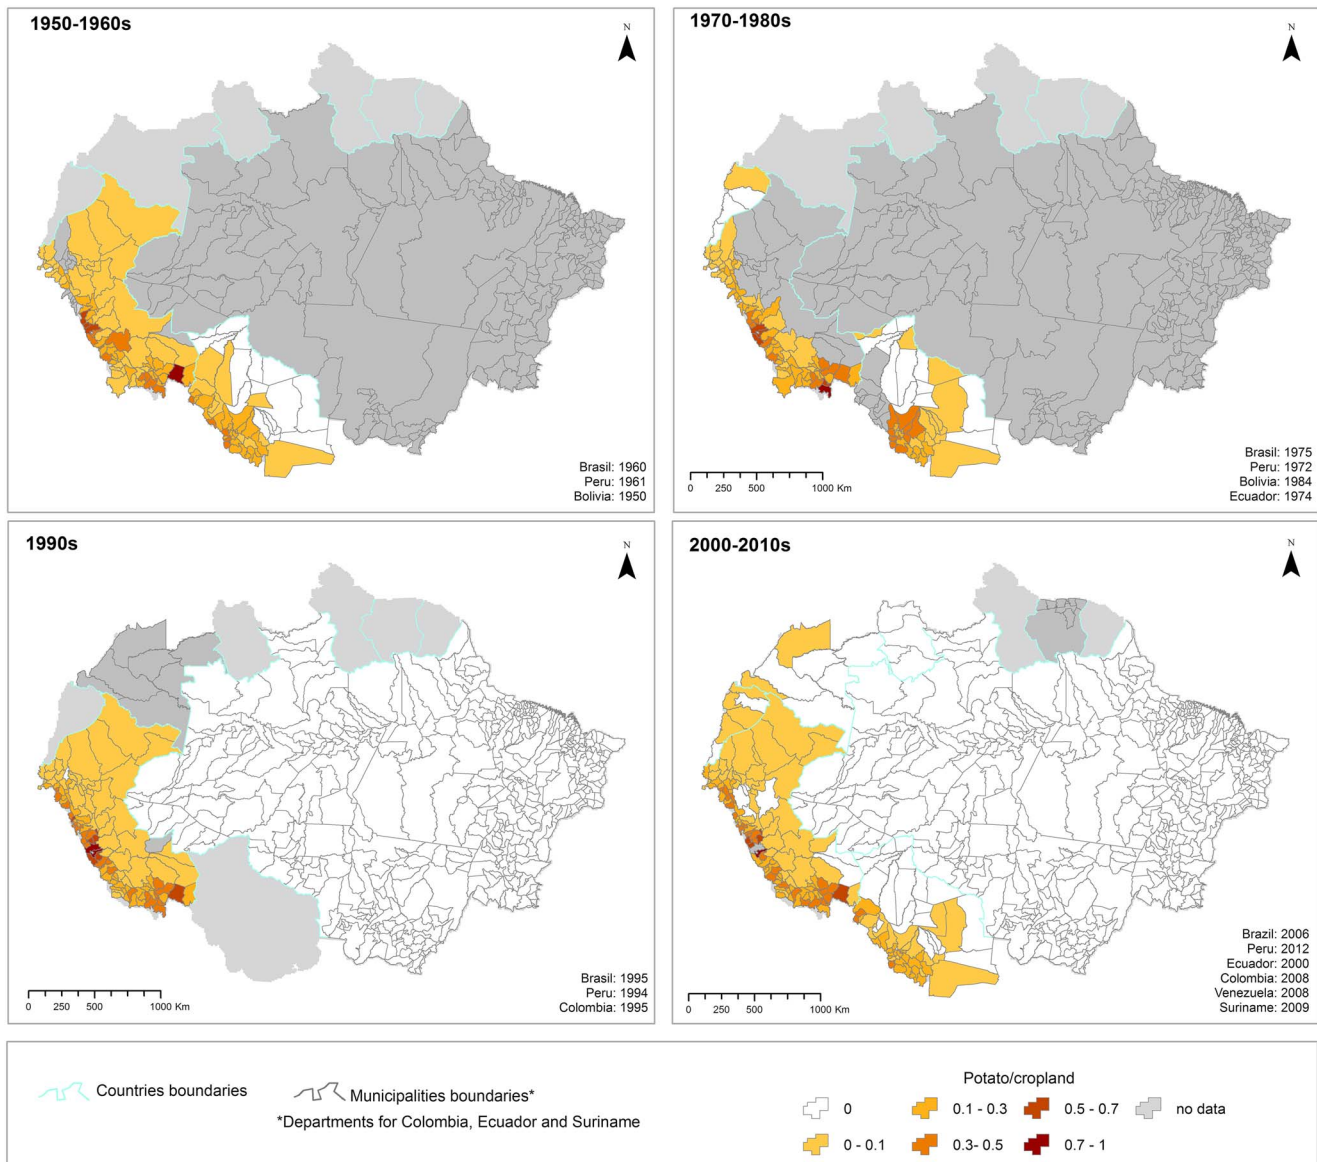 1950-1960s
N
Brasil: 1960
Peru: 1961
Bolivia: 1950
1970-1980s
N
0 250 500 1000 Km
Brasil: 1975
Peru: 1972
Bolivia: 1984
Ecuador: 1974
1990s
N
0 250 500 1000 Km
Brasil: 1995
Peru: 1994
Colombia: 1995
2000-2010s
N
0 250 500 1000 Km
Brazil: 2006
Peru: 2012
Ecuador: 2000
Colombia: 2008
Venezuela: 2008
Suriname: 2009
Countries boundaries
Municipalities boundaries*
*Departments for Colombia, Ecuador and Suriname
Potato/cropland
0 0.1 - 0.3 0.5 - 0.7 no data
0 - 0.1 0.3- 0.5 0.7 - 1